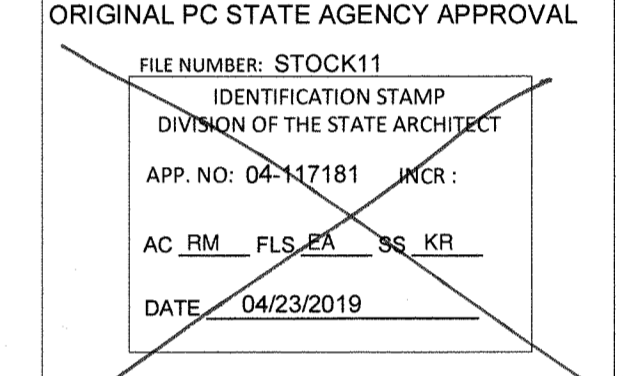 ORIGINAL PC STATE AGENCY APPROVAL
FILE NUMBER: STOCK11
IDENTIFICATION STAMP
DIVISION OF THE STATE ARCHITECT
APP. NO: 04-117181 INCR :
AC RM FLS EA SS KR
DATE 04/23/2019